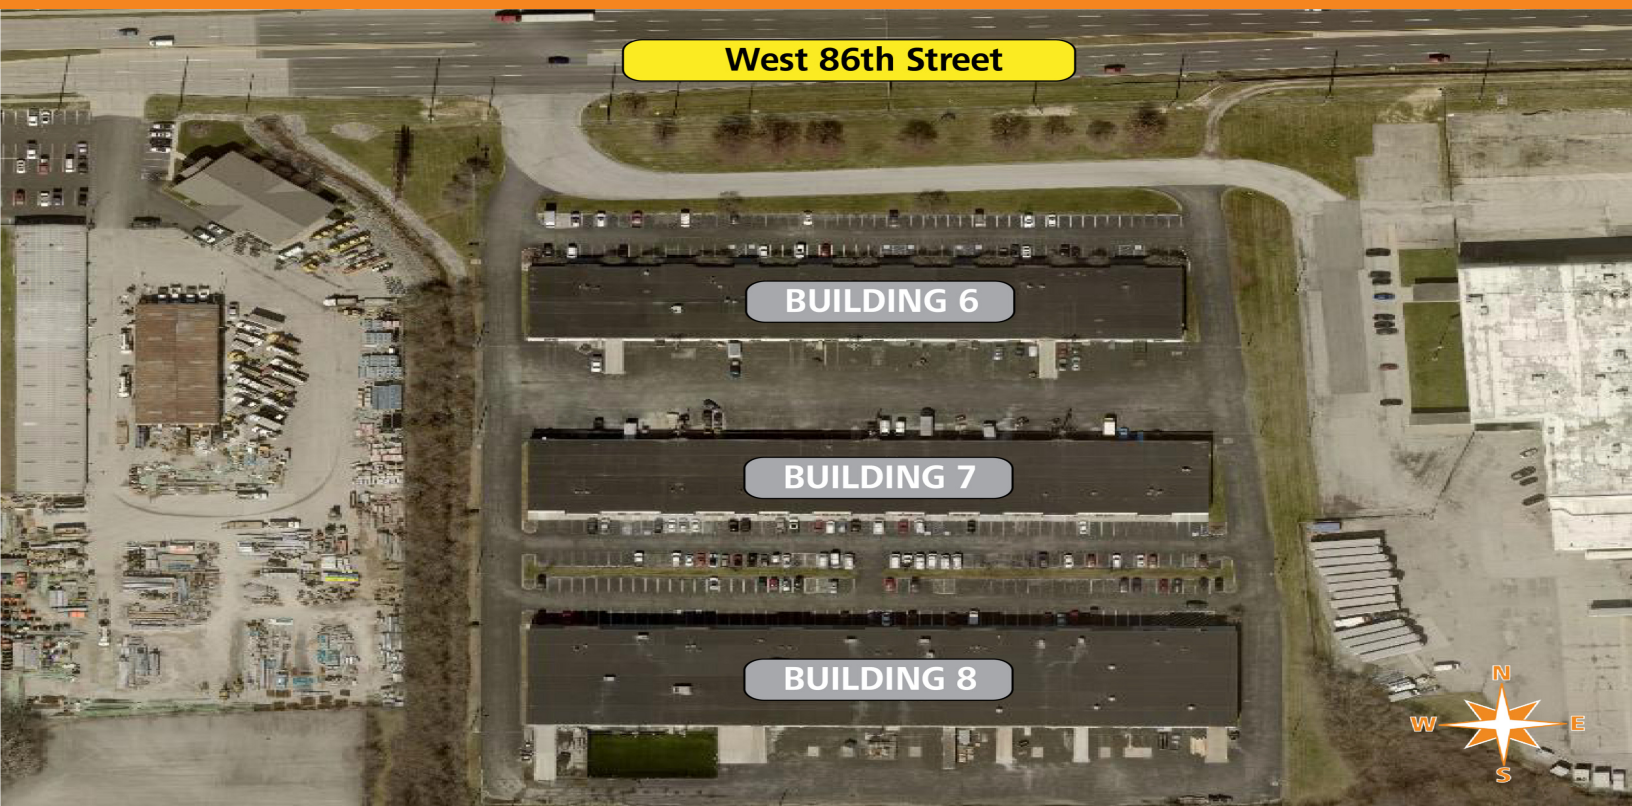 West 86th Street
BUILDING 6
BUILDING 7
BUILDING 8
N
W E
S